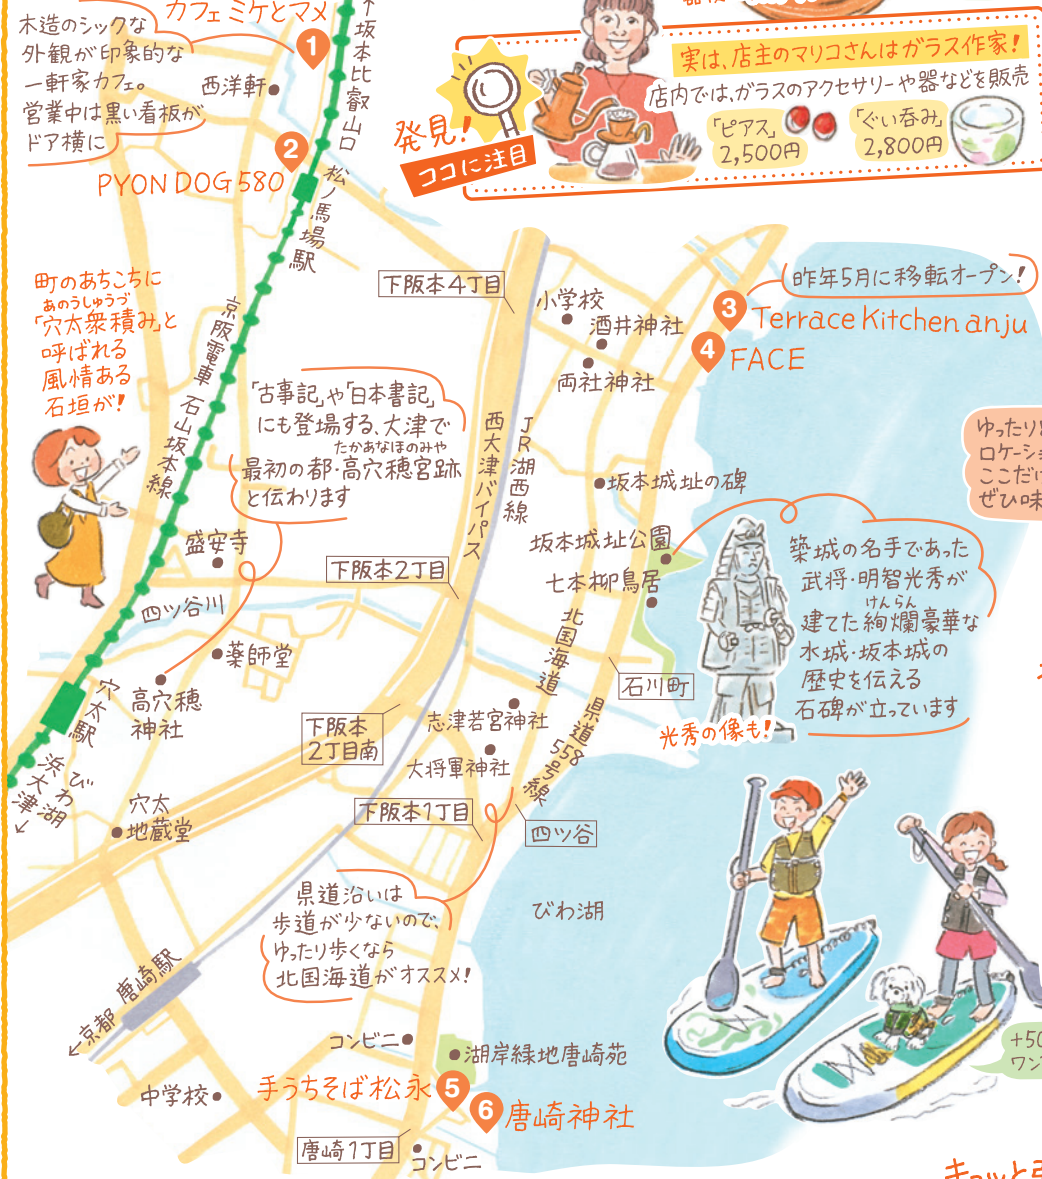 カフェ ミケとマメ
木造のシックな
外観が印象的な
一軒家カフェ。
営業中は黒い看板が
ドア横に
1
西洋軒
↑坂本比叡山口
2
PYON DOG 580
松ノ馬場駅
発見!
ココに注目
実は、店主のマリコさんはガラス作家!
店内では、ガラスのアクセサリーや器などを販売
「ピアス」
2,500円
「ぐい呑み」
2,800円
町のあちこちに
あのうしゅうづ
「穴太衆積み」と
呼ばれる
風情ある
石垣が!
京阪電車 石山坂本線
下阪本4丁目
小学校
酒井神社
両社神社
昨年5月に移転オープン!
3
Terrace Kitchen anju
4
FACE
「古事記」や「日本書記」
にも登場する、大津で
たかあなほのみや
最初の都・高穴穂宮跡
と伝わります
西大津バイパス
JR湖西線
坂本城址の碑
坂本城址公園
七本柳鳥居
ゆったり
ロケーショ
ここだけ
ぜひ味
築城の名手であった
武将・明智光秀が
けんらん
建てた絢爛豪華な
水城・坂本城の
歴史を伝える
石碑が立っています
光秀の像も!
盛安寺
下阪本2丁目
四ツ谷川
薬師堂
北国海道
石川町
高穴穂
神社
穴太駅
びわ湖
浜大津
↓
下阪本
2丁目南
志津若宮神社
大将軍神社
県道558号線
穴太
地蔵堂
下阪本1丁目
四ツ谷
県道沿いは
歩道が少ないので、
ゆったり歩くなら
北国海道がオススメ!
びわ湖
唐崎駅
←京都
コンビニ
湖岸緑地唐崎苑
中学校
手うちそば松永
5
6
唐崎神社
唐崎1丁目
コンビニ
+50
ワン